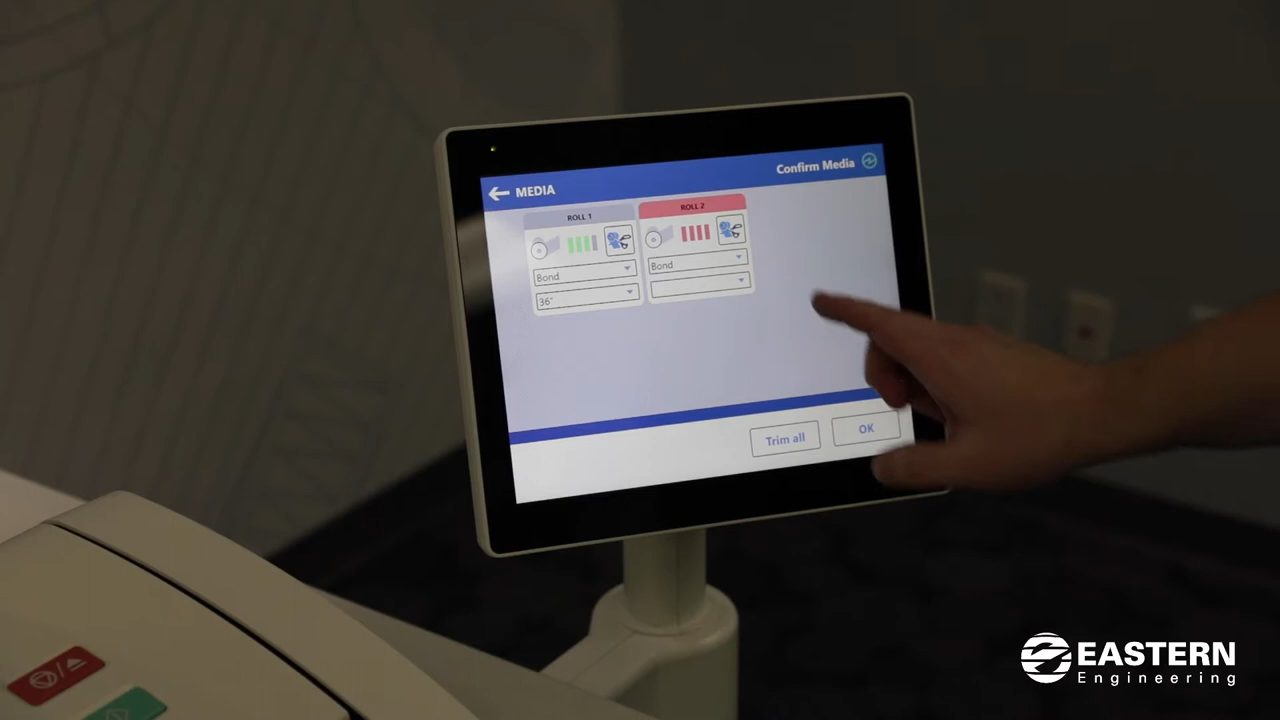 MEDIA
Confirm Media
ROLL 1
ROLL 2
Bond
Bond
36"
Trim all
OK
EASTERN
Engineering